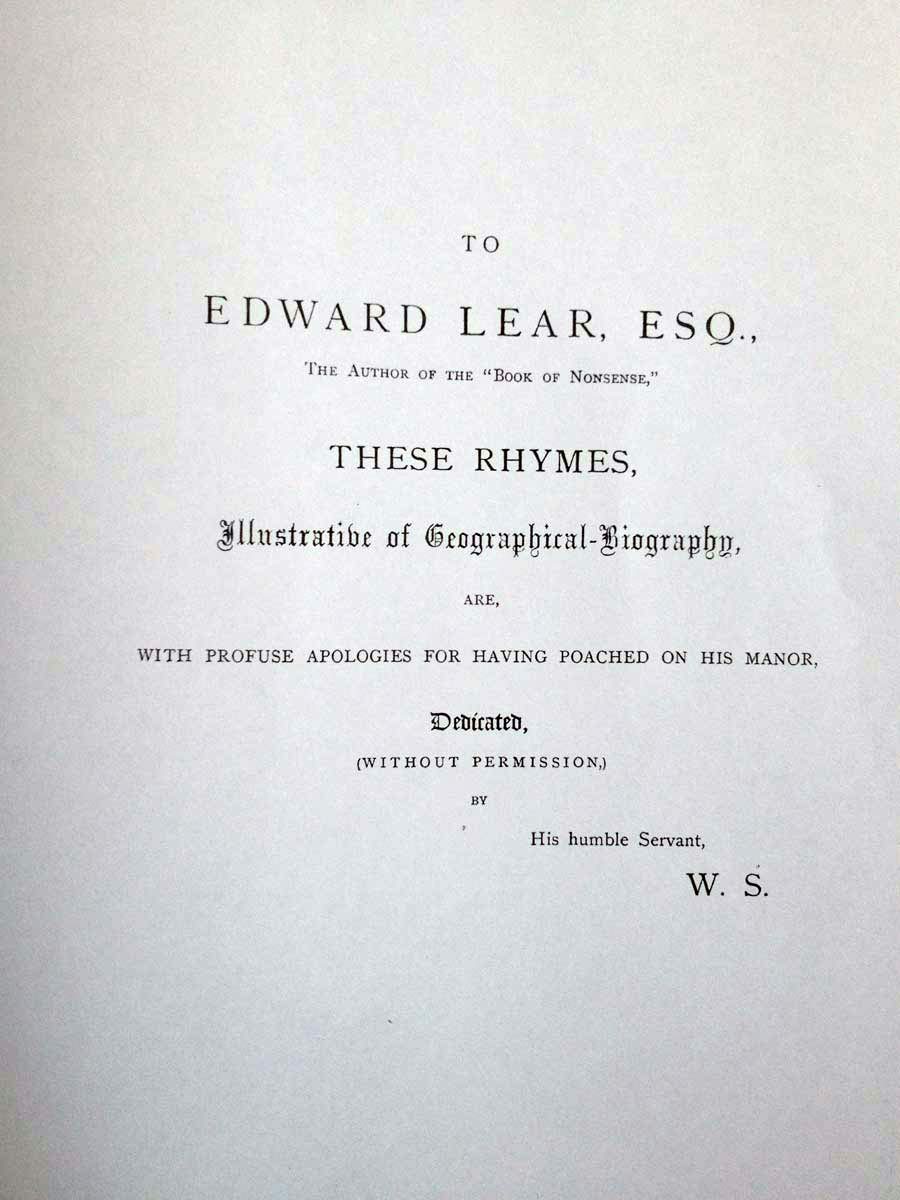 TO
EDWARD LEAR, ESQ.,
THE AUTHOR OF THE "BOOK OF NONSENSE,"
THESE RHYMES,
Illustrative of Geographical-Biography,
ARE,
WITH PROFUSE APOLOGIES FOR HAVING POACHED ON HIS MANOR,
Dedicated,
(WITHOUT PERMISSION,)
BY
His humble Servant,
W. S.